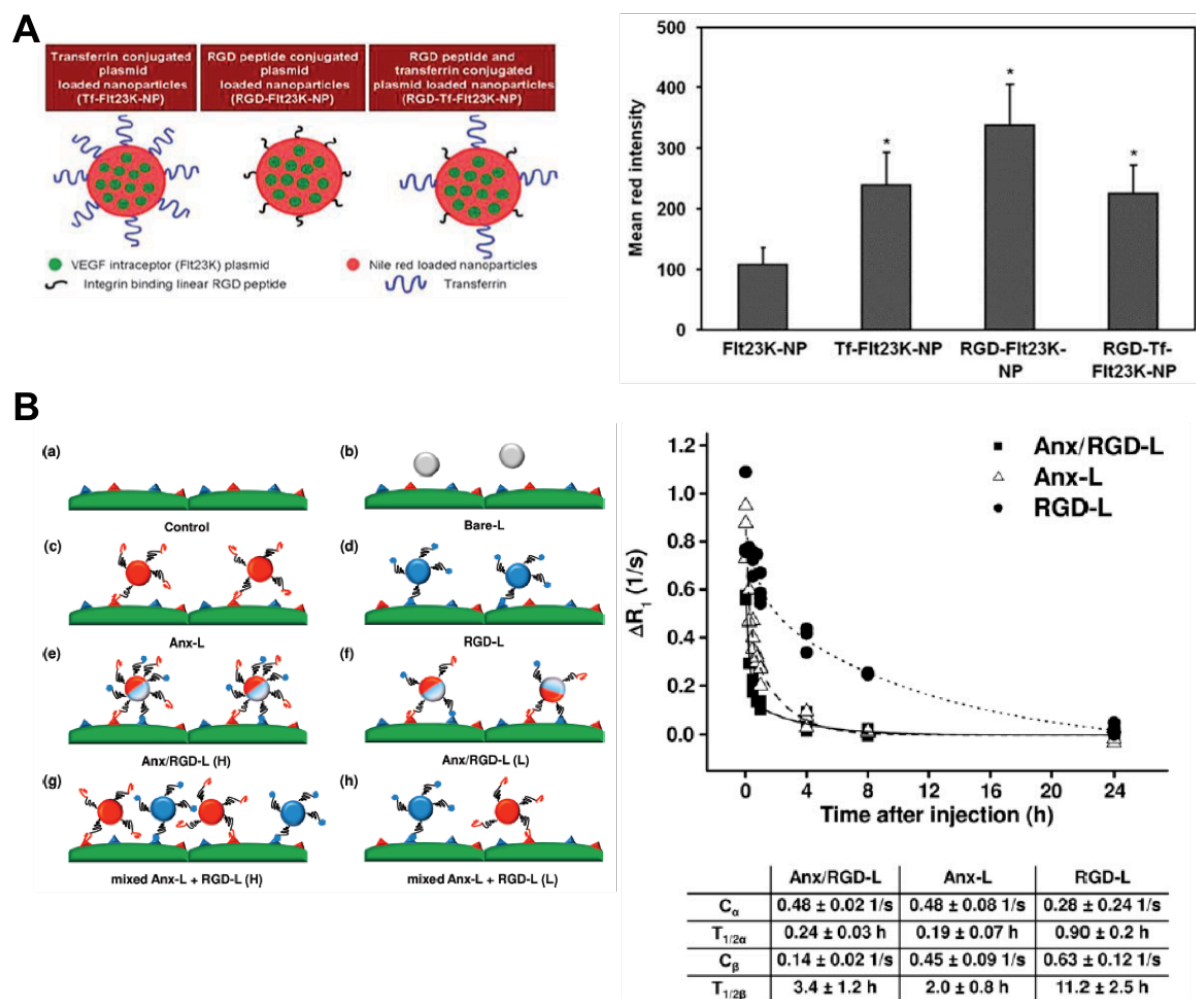 A
Transferrin conjugated
plasmid
loaded nanoparticles
(Tf-Flt23K-NP)
RGD peptide conjugated
plasmid
loaded nanoparticles
(RGD-Flt23K-NP)
RGD peptide and
transferrin conjugated
plasmid loaded nanoparticles
(RGD-Tf-Flt23K-NP)
VEGF intraceptor (Flt23K) plasmid
Nile red loaded nanoparticles
Integrin binding linear RGD peptide
Transferrin
Mean red intensity
500
400
300
200
100
0
*
*
*
Flt23K-NP
Tf-Flt23K-NP
RGD-Flt23K-
NP
RGD-Tf-
Flt23K-NP
B
(a)
Control
(b)
Bare-L
(c)
Anx-L
(d)
RGD-L
(e)
Anx/RGD-L (H)
(f)
Anx/RGD-L (L)
(g)
mixed Anx-L + RGD-L (H)
(h)
mixed Anx-L + RGD-L (L)
ΔR₁ (1/s)
1.2
1.0
0.8
0.6
0.4
0.2
0.0
Anx/RGD-L
Anx-L
RGD-L
0 4 8 12 16 20 24
Time after injection (h)
Anx/RGD-L Anx-L RGD-L
Cα 0.48 ± 0.02 1/s 0.48 ± 0.08 1/s 0.28 ± 0.24 1/s
T1/2α 0.24 ± 0.03 h 0.19 ± 0.07 h 0.90 ± 0.2 h
Cβ 0.14 ± 0.02 1/s 0.45 ± 0.09 1/s 0.63 ± 0.12 1/s
T1/2β 3.4 ± 1.2 h 2.0 ± 0.8 h 11.2 ± 2.5 h